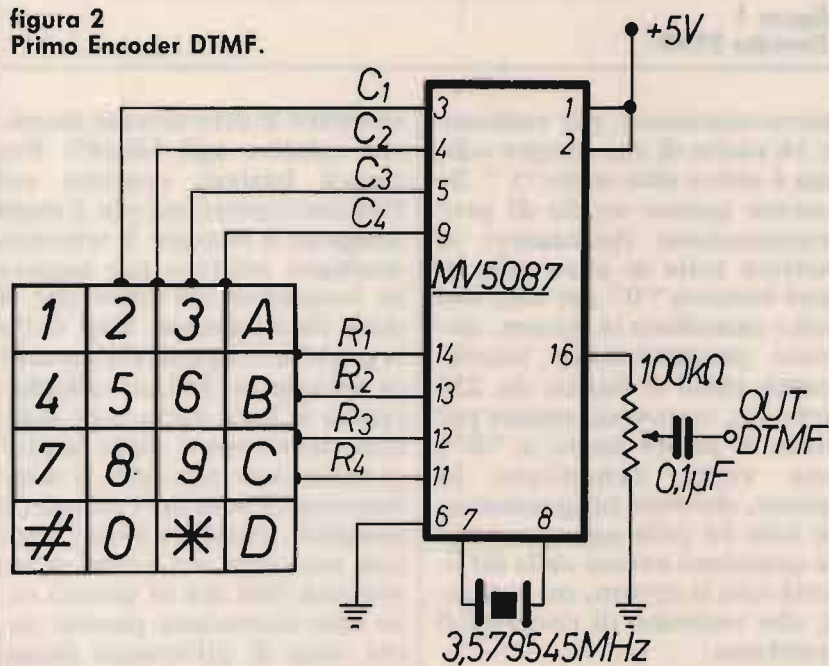 figura 2
Primo Encoder DTMF.
+5V
C1
3
1
C2
4
2
C3
5
C4
9
MV5087
1 2 3 A
4 5 6 B
7 8 9 C
# 0 * D
R1
14
R2
13
R3
12
R4
11
16
100kΩ
OUT
DTMF
0,1µF
6
7
8
3,579545MHz